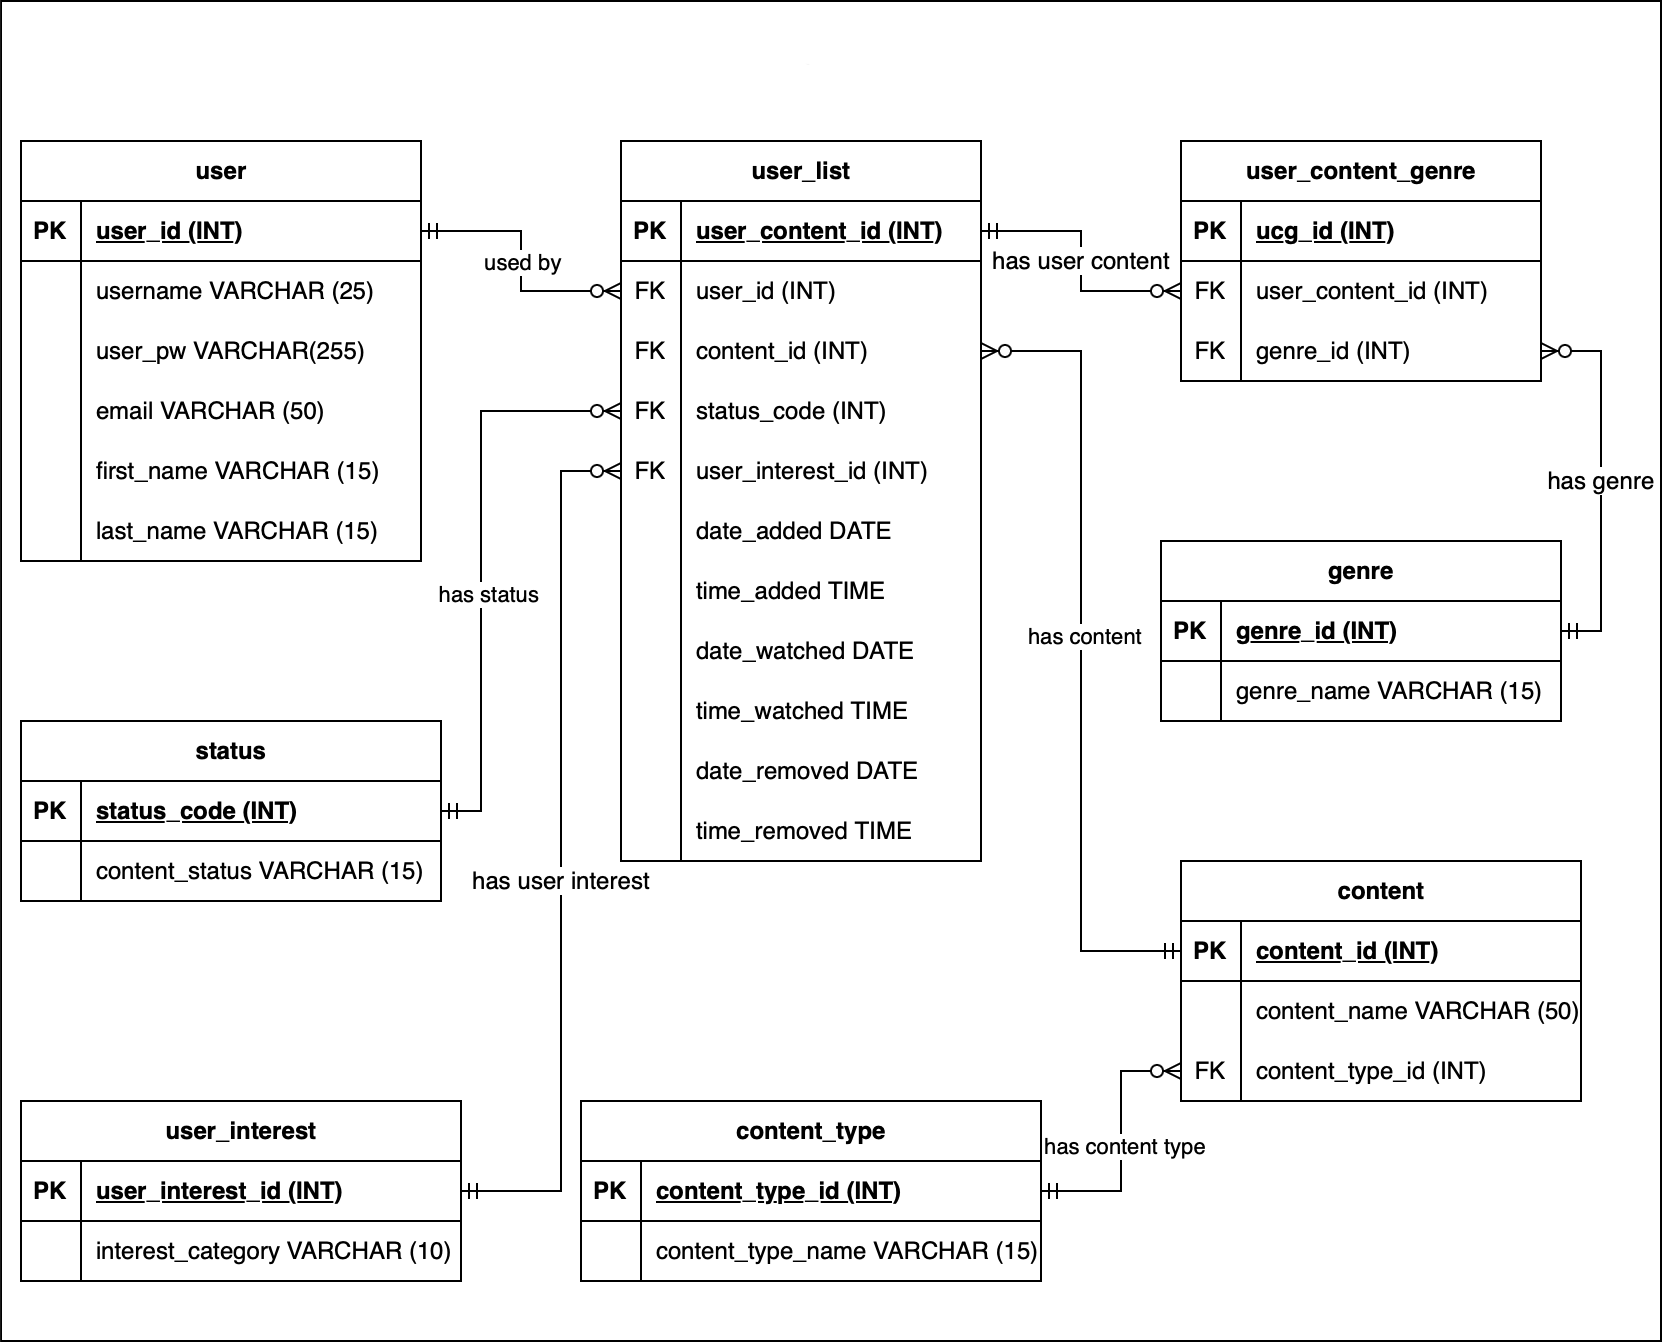 user
PK user_id (INT)
username VARCHAR (25)
user_pw VARCHAR(255)
email VARCHAR (50)
first_name VARCHAR (15)
last_name VARCHAR (15)
used by
user_list
PK user_content_id (INT)
FK user_id (INT)
FK content_id (INT)
FK status_code (INT)
FK user_interest_id (INT)
date_added DATE
time_added TIME
date_watched DATE
time_watched TIME
date_removed DATE
time_removed TIME
has user content
user_content_genre
PK ucg_id (INT)
FK user_content_id (INT)
FK genre_id (INT)
has genre
genre
PK genre_id (INT)
genre_name VARCHAR (15)
has status
has content
status
PK status_code (INT)
content_status VARCHAR (15)
has user interest
content
PK content_id (INT)
content_name VARCHAR (50)
FK content_type_id (INT)
user_interest
PK user_interest_id (INT)
interest_category VARCHAR (10)
content_type
PK content_type_id (INT)
content_type_name VARCHAR (15)
has content type